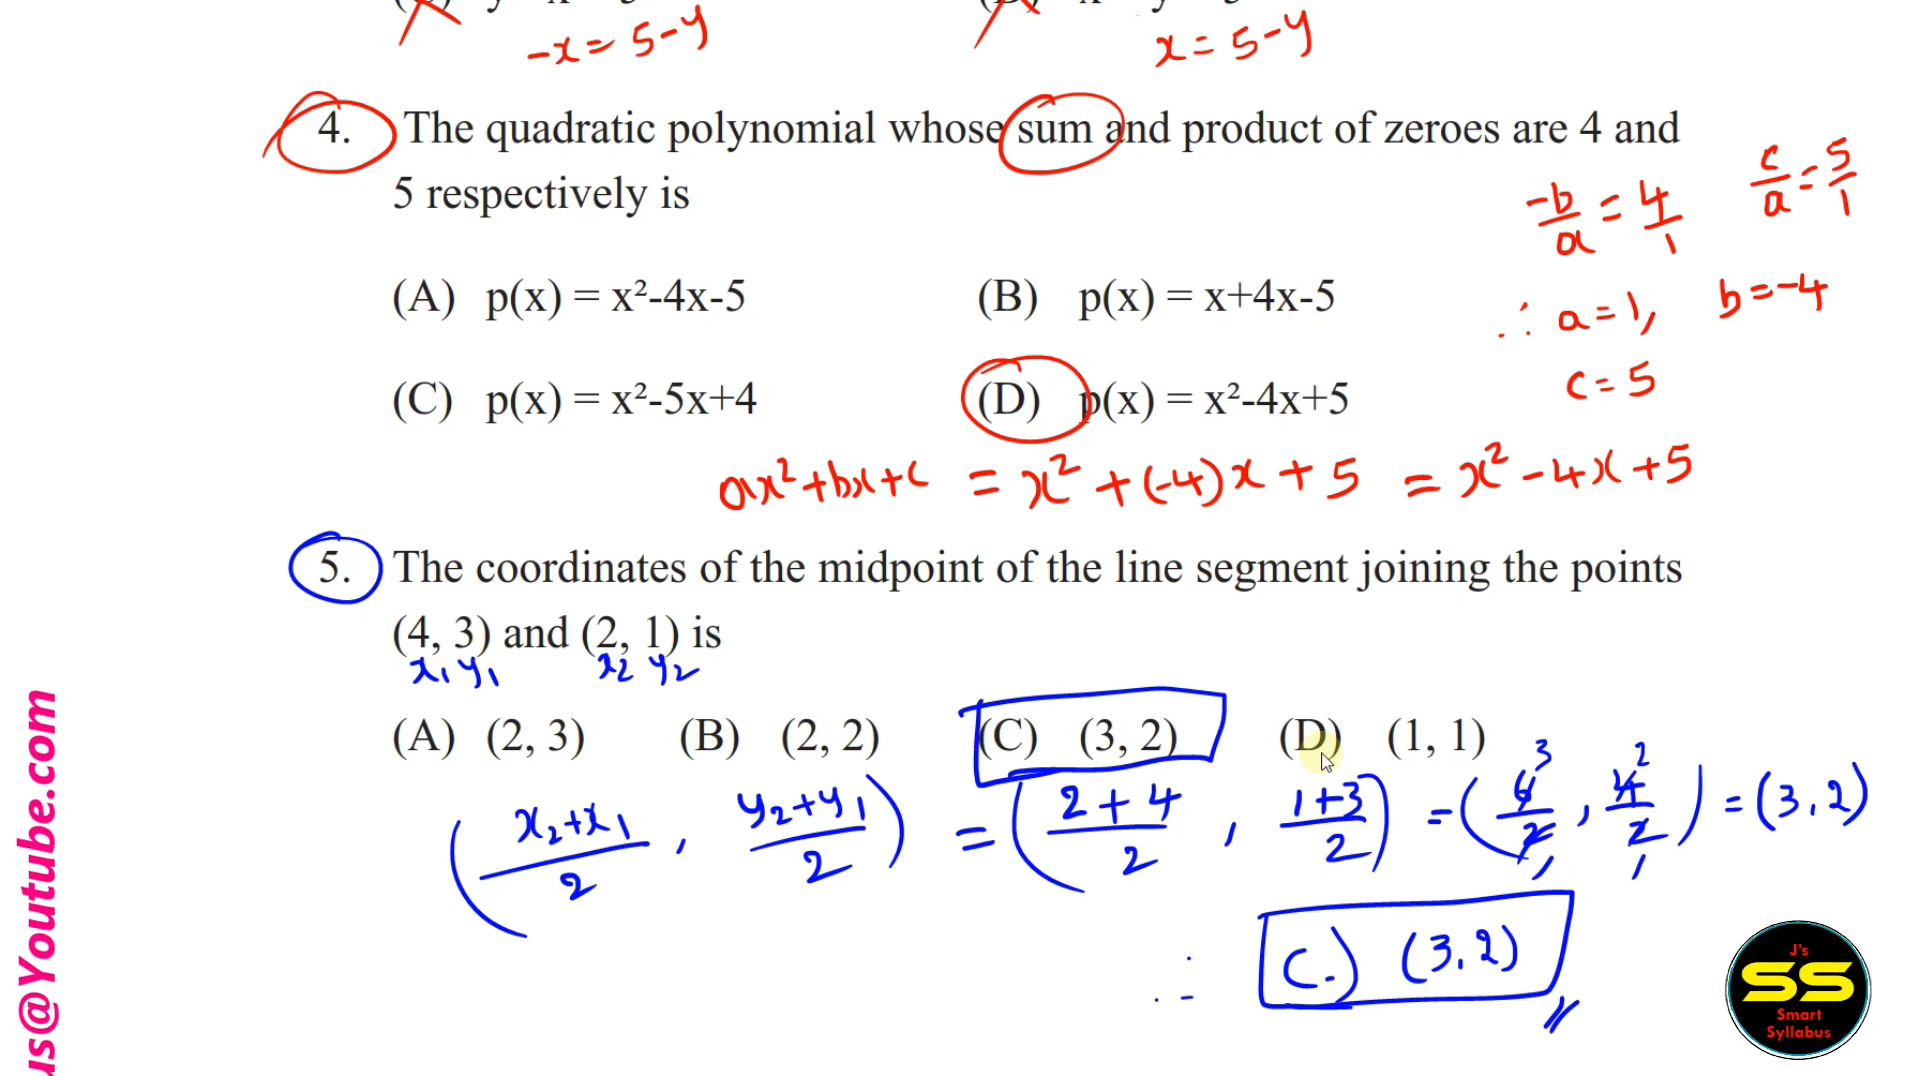 -x = 5-y
x = 5-y
4. The quadratic polynomial whose sum and product of zeroes are 4 and
5 respectively is
-b/a = 4/1
c/a = 5/1
(A) p(x) = x²-4x-5
(B) p(x) = x+4x-5
∴ a=1, b=-4
c=5
(C) p(x) = x²-5x+4
(D) p(x) = x²-4x+5
ax²+bx+c = x²+(-4)x+5 = x²-4x+5
5. The coordinates of the midpoint of the line segment joining the points
(4, 3) and (2, 1) is
x₁ y₁ x₂ y₂
(A) (2, 3) (B) (2, 2) (C) (3, 2) (D) (1, 1)
((x₂+x₁)/2, (y₂+y₁)/2) = ((2+4)/2, (1+3)/2) = (6/2, 4/2) = (3,2)
3 2
1 1
∴ C.) (3,2)
us@Youtube.com
J's
SS
Smart
Syllabus